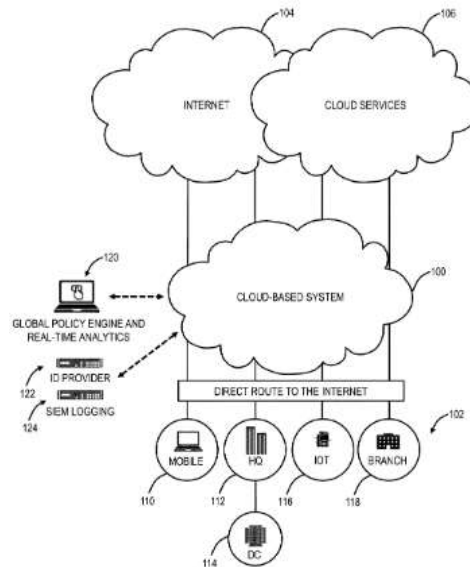 104
106
INTERNET
CLOUD SERVICES
120
100
CLOUD-BASED SYSTEM
GLOBAL POLICY ENGINE AND
REAL-TIME ANALYTICS
122
ID PROVIDER
DIRECT ROUTE TO THE INTERNET
124
SIEM LOGGING
102
MOBILE
HQ
IOT
BRANCH
110
112
116
118
DC
114